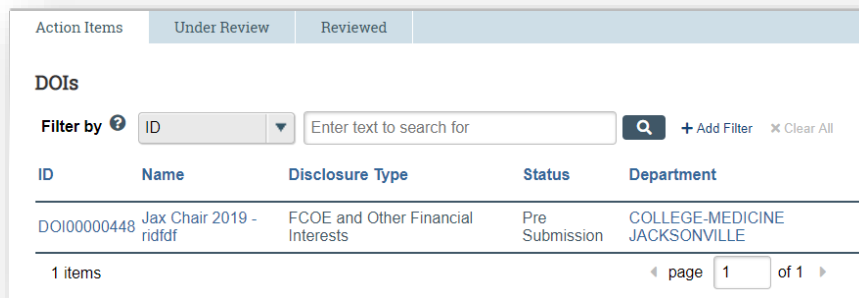 Action Items Under Review Reviewed
DOIs
Filter by ? ID Enter text to search for + Add Filter × Clear All
ID Name Disclosure Type Status Department
DOI00000448 Jax Chair 2019 - FCOE and Other Financial Pre COLLEGE-MEDICINE
ridfdf Interests Submission JACKSONVILLE
1 items page 1 of 1